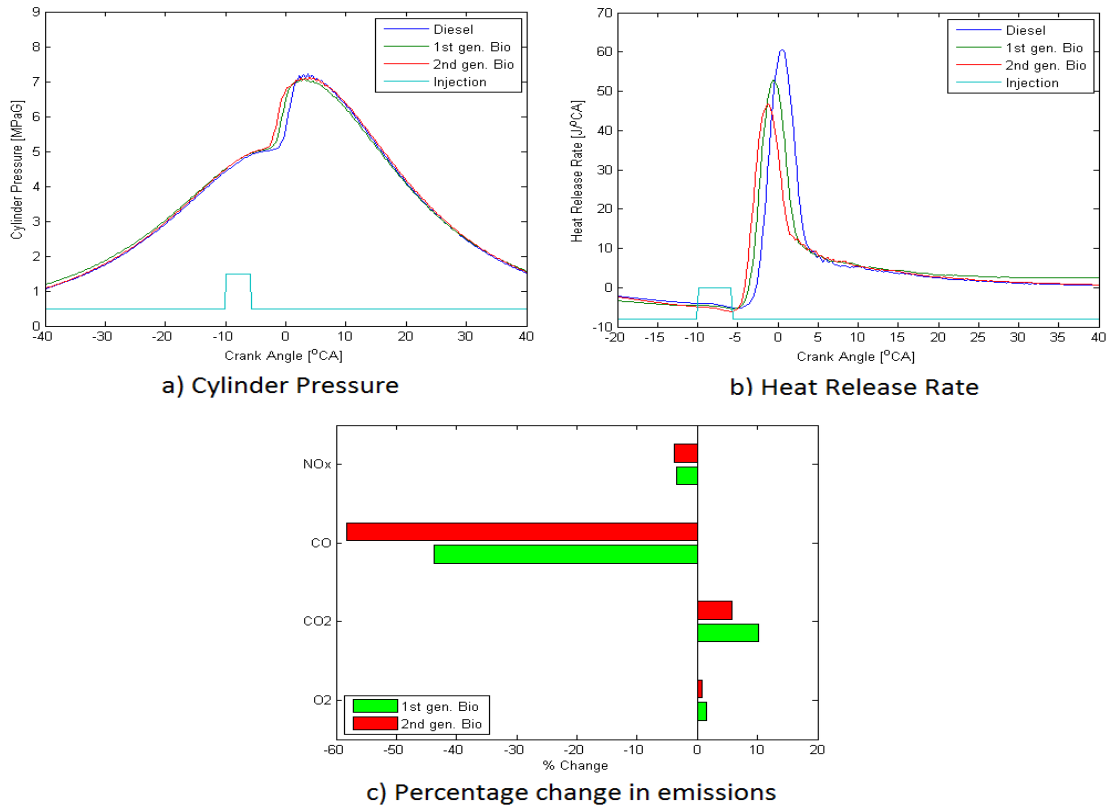 9
8
7
6
5
4
3
2
1
0
Cylinder Pressure [MPaG]
Diesel
1st gen. Bio
2nd gen. Bio
Injection
-40 -30 -20 -10 0 10 20 30 40
Crank Angle [°CA]
a) Cylinder Pressure
70
60
50
40
30
20
10
0
-10
Heat Release Rate [J/°CA]
Diesel
1st gen. Bio
2nd gen. Bio
Injection
-20 -15 -10 -5 0 5 10 15 20 25 30 35 40
Crank Angle [°CA]
b) Heat Release Rate
NOx
CO
CO2
O2
1st gen. Bio
2nd gen. Bio
-60 -50 -40 -30 -20 -10 0 10 20
% Change
c) Percentage change in emissions